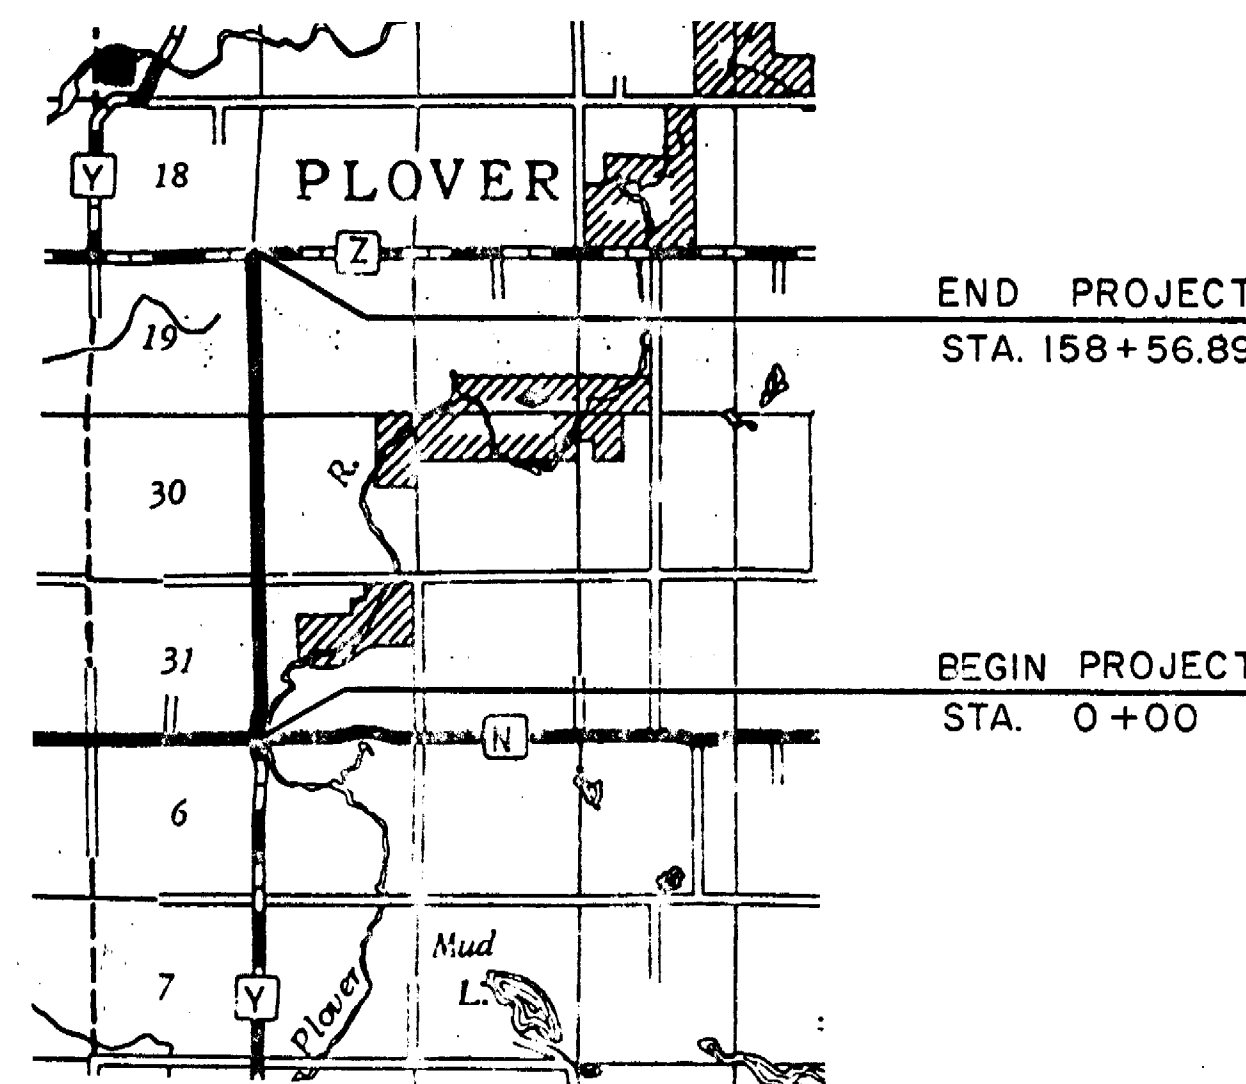 Y
18
PLOVER
Z
END PROJECT
STA. 158+56.89
19
R.
30
31
BEGIN PROJECT
STA. 0+00
N
6
Mud
L.
7
Y
Plover